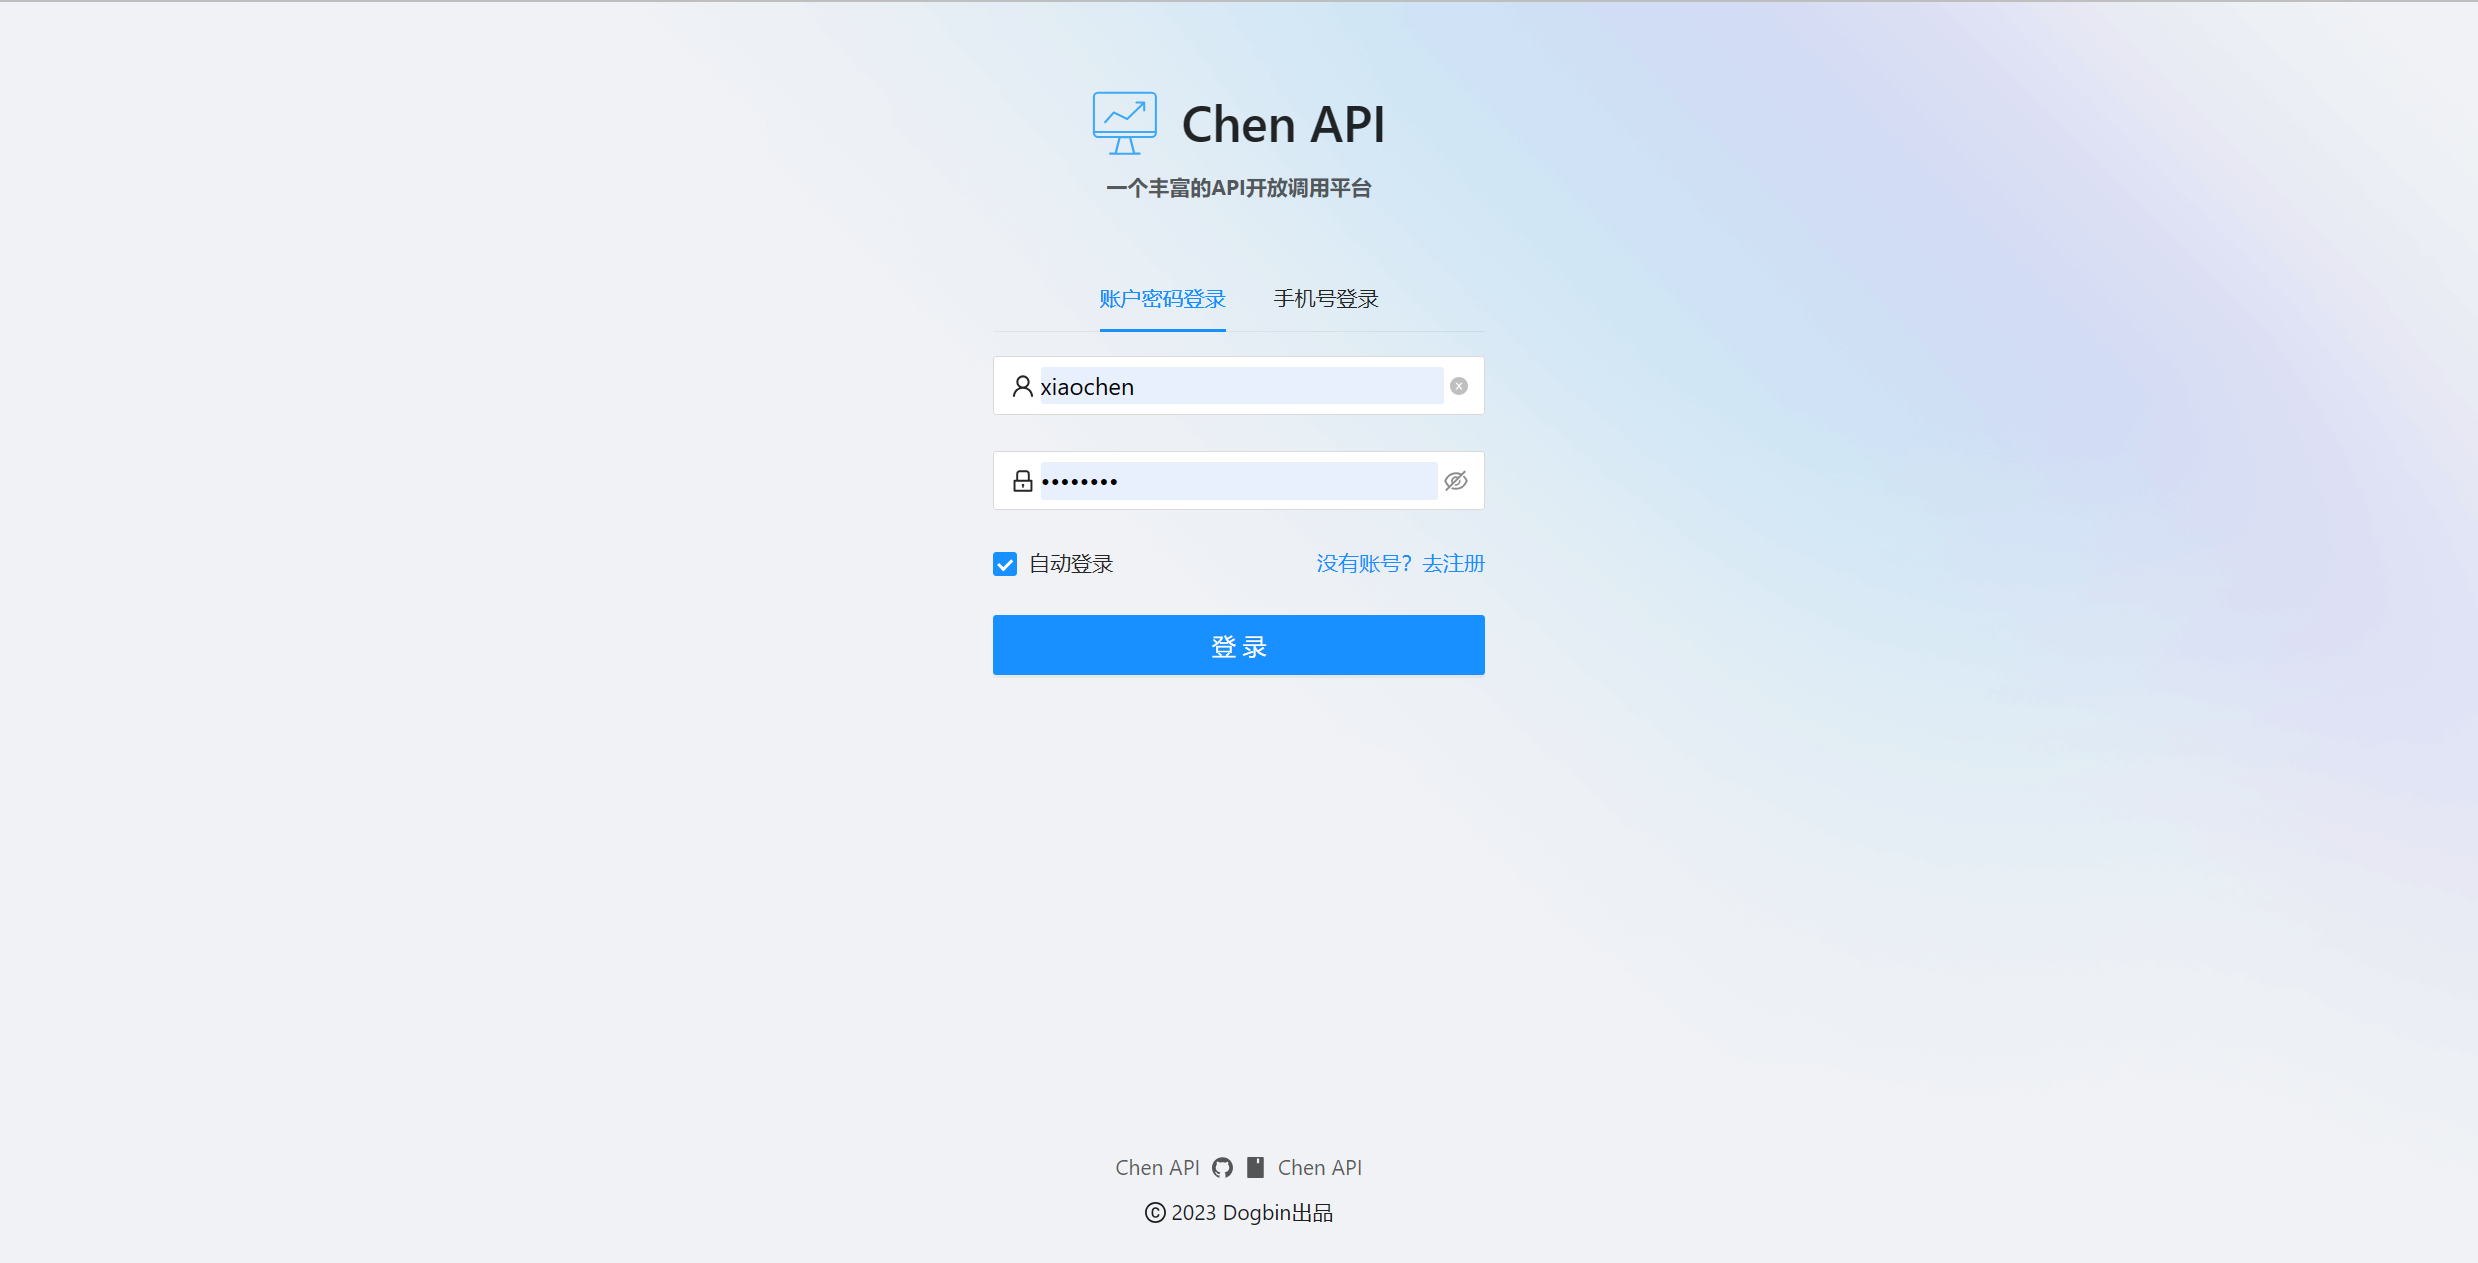 Chen API
一个丰富的API开放调用平台
账户密码登录 手机号登录
xiaochen
••••••••
自动登录 没有账号？去注册
登 录
Chen API Chen API
© 2023 Dogbin出品